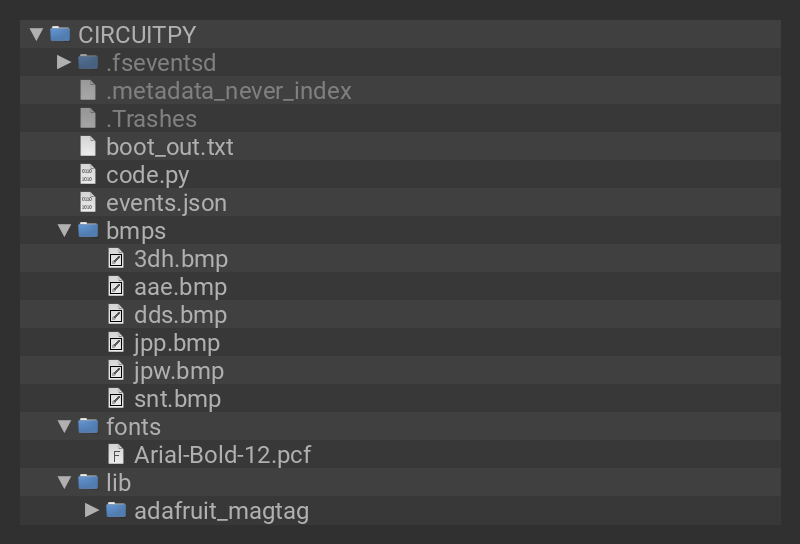 CIRCUITPY
.fseventsd
.metadata_never_index
.Trashes
boot_out.txt
code.py
events.json
bmps
3dh.bmp
aae.bmp
dds.bmp
jpp.bmp
jpw.bmp
snt.bmp
fonts
Arial-Bold-12.pcf
lib
adafruit_magtag